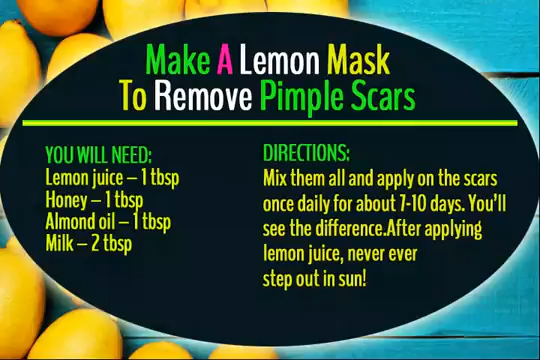 Make A Lemon Mask
To Remove Pimple Scars
YOU WILL NEED:
Lemon juice – 1 tbsp
Honey – 1 tbsp
Almond oil – 1 tbsp
Milk – 2 tbsp
DIRECTIONS:
Mix them all and apply on the scars
once daily for about 7-10 days. You'll
see the difference.After applying
lemon juice, never ever
step out in sun!